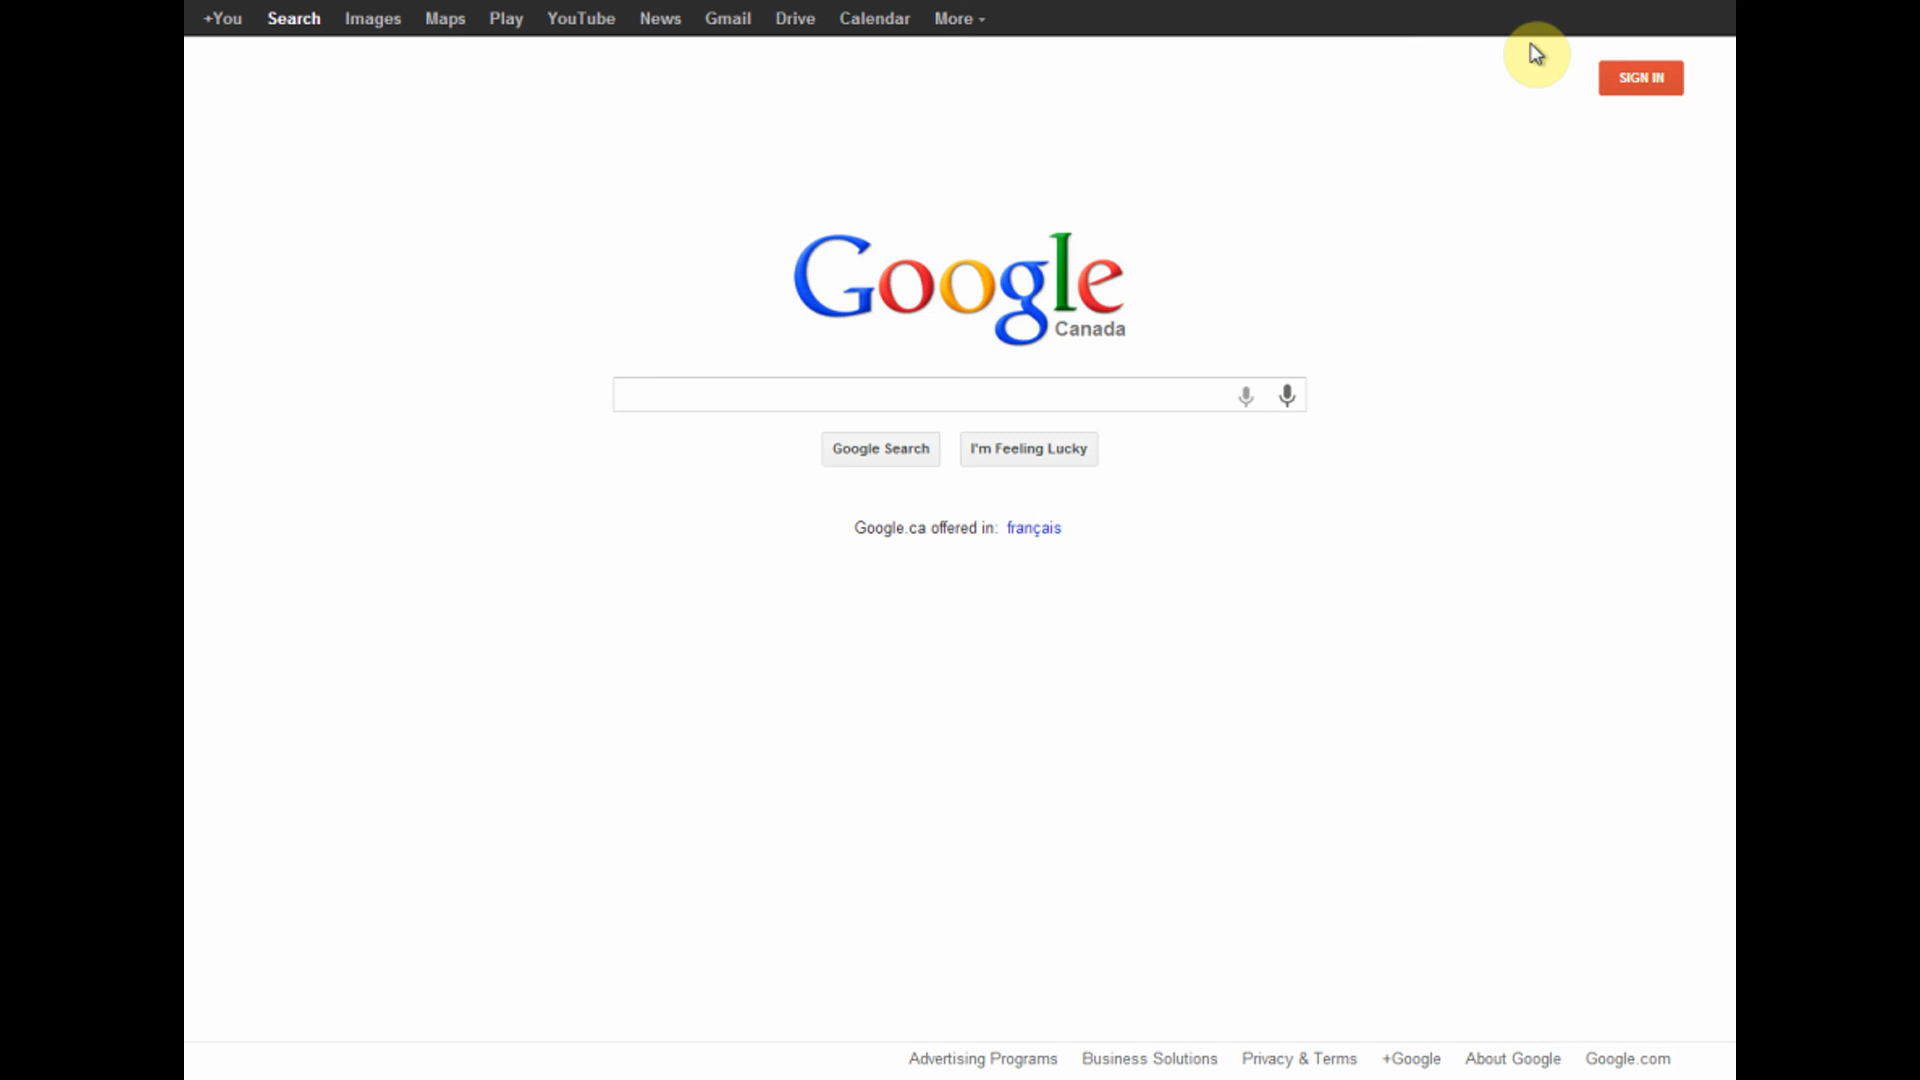 +You Search Images Maps Play YouTube News Gmail Drive Calendar More
SIGN IN
Google
Canada
Google Search I'm Feeling Lucky
Google.ca offered in: français
Advertising Programs Business Solutions Privacy & Terms +Google About Google Google.com